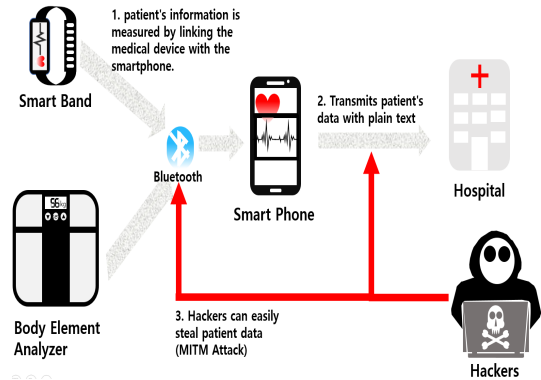 1. patient's information is
measured by linking the
medical device with the
smartphone.
Smart Band
2. Transmits patient's
data with plain text
Bluetooth
Smart Phone
Hospital
56kg
3. Hackers can easily
steal patient data
(MITM Attack)
Body Element
Analyzer
Hackers